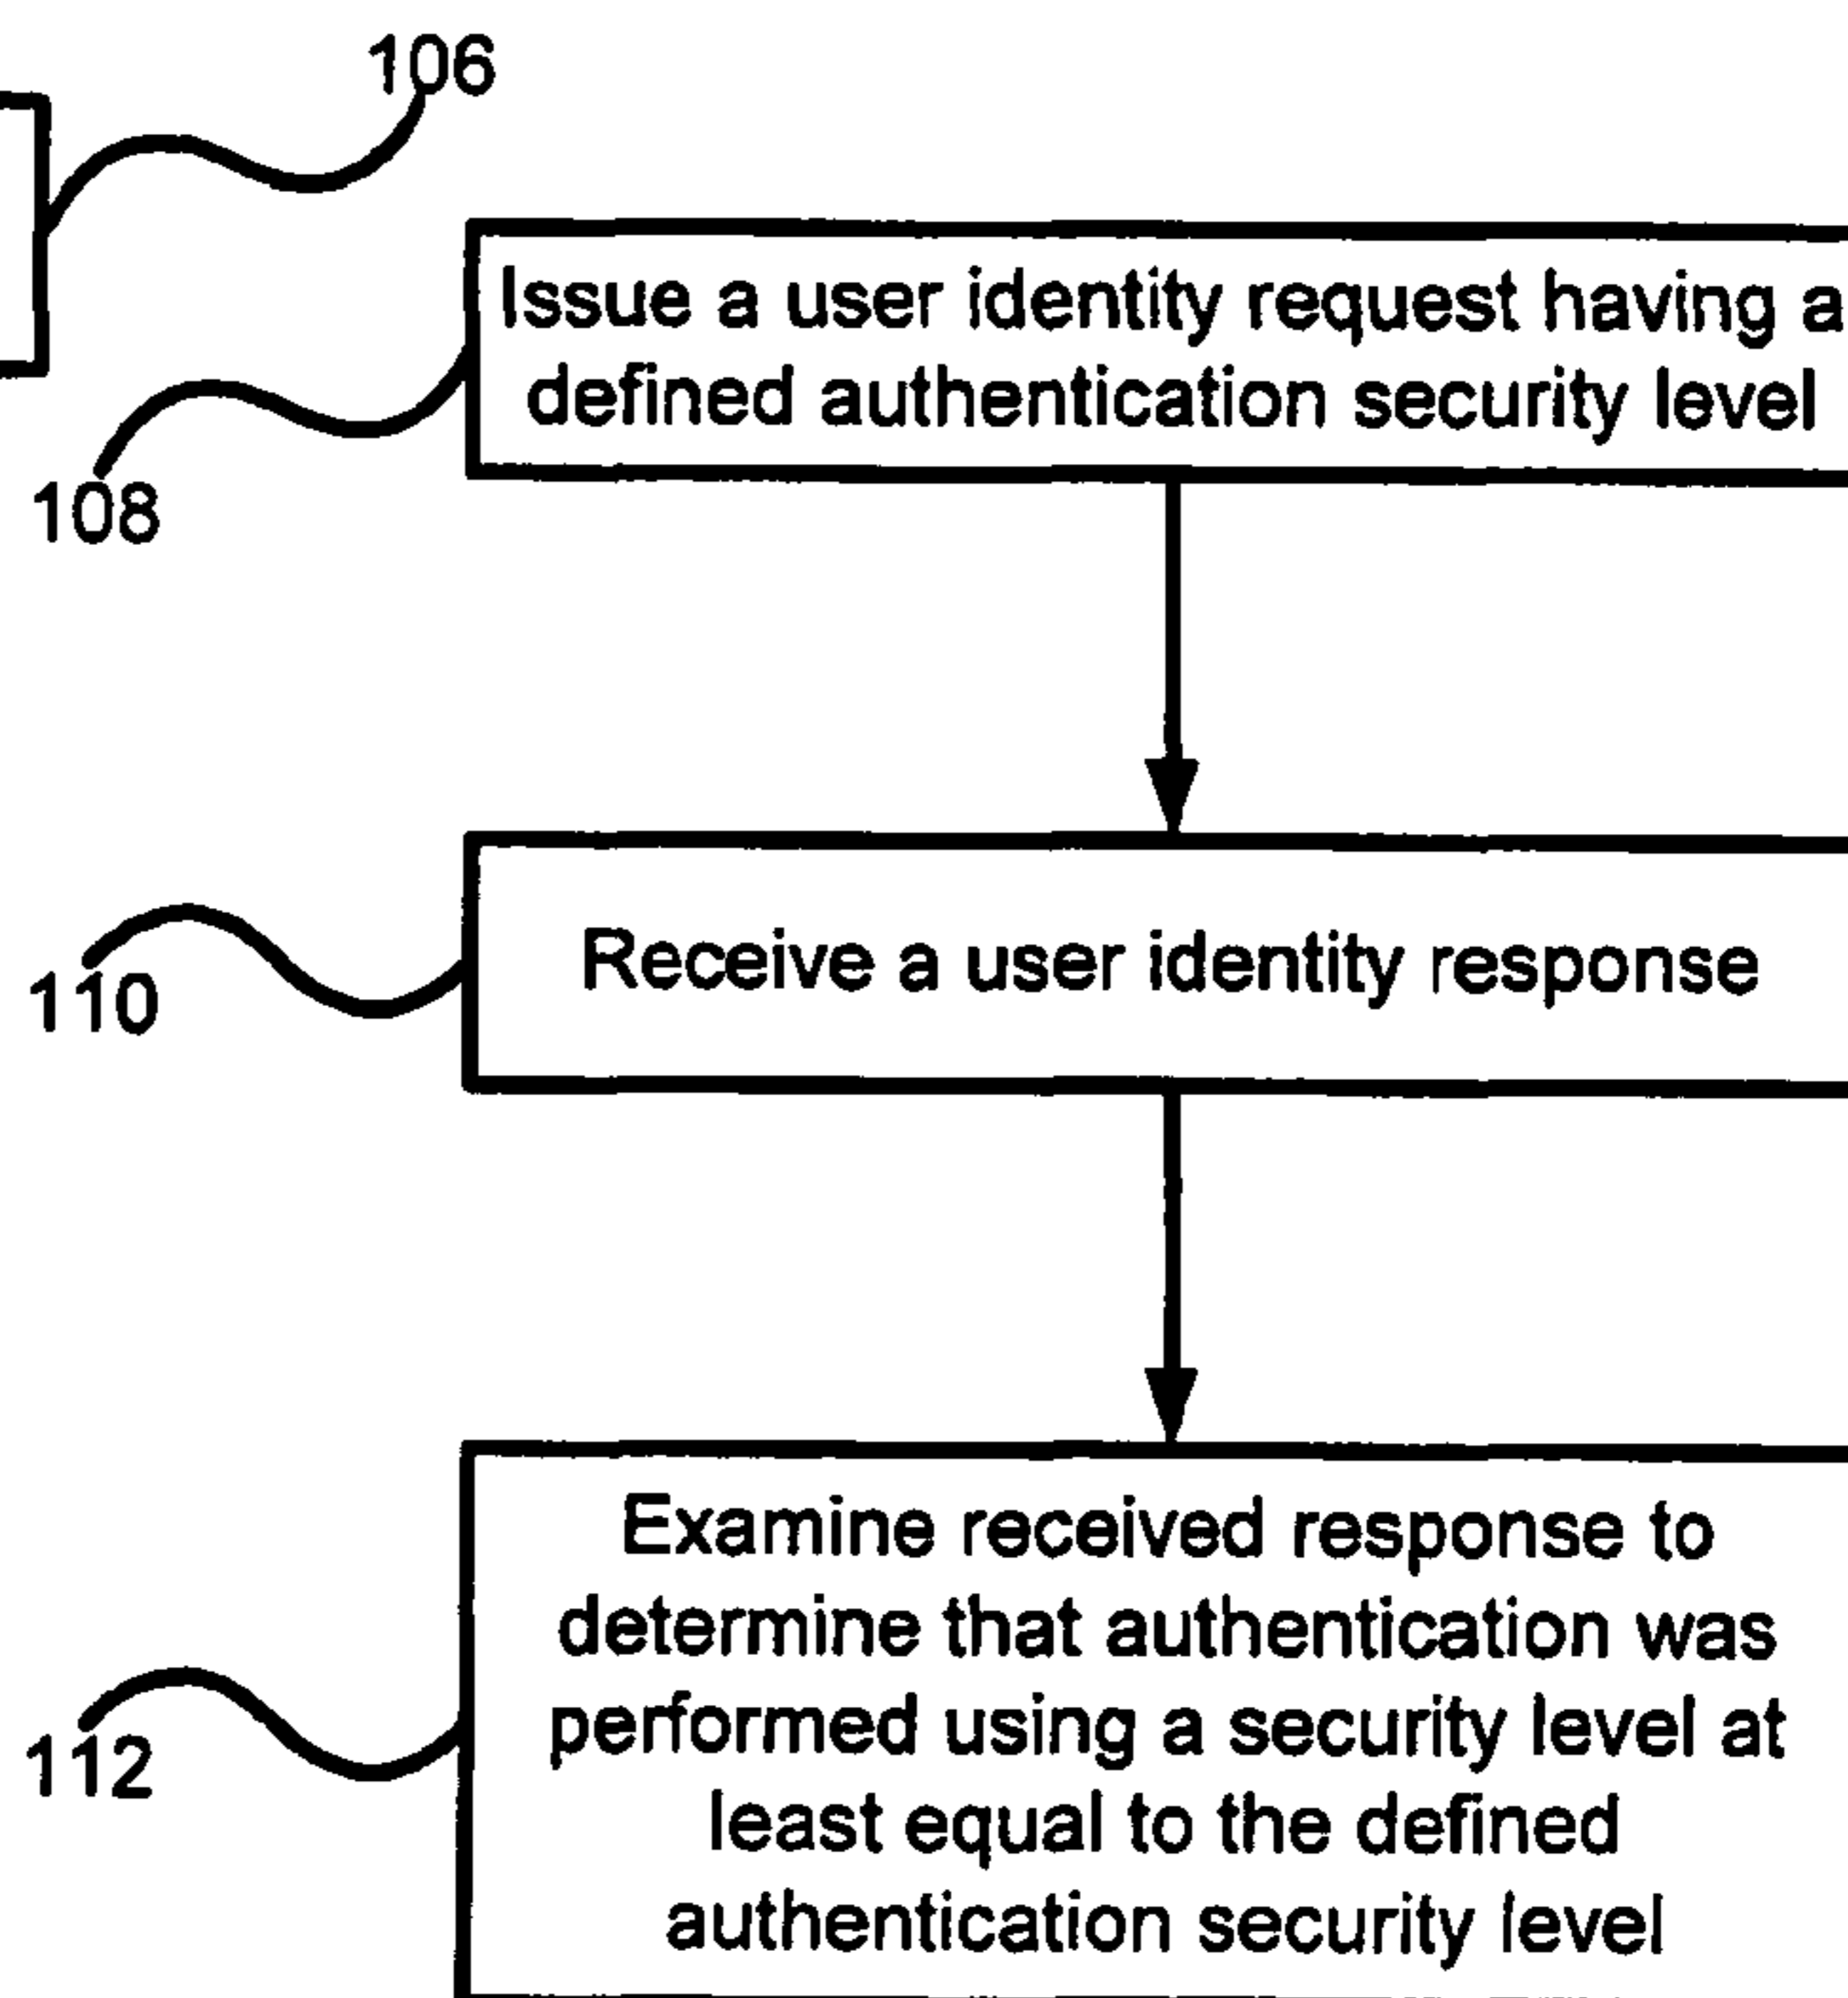 106
Issue a user identity request having a
defined authentication security level
108
Receive a user identity response
110
Examine received response to
determine that authentication was
performed using a security level at
least equal to the defined
authentication security level
112